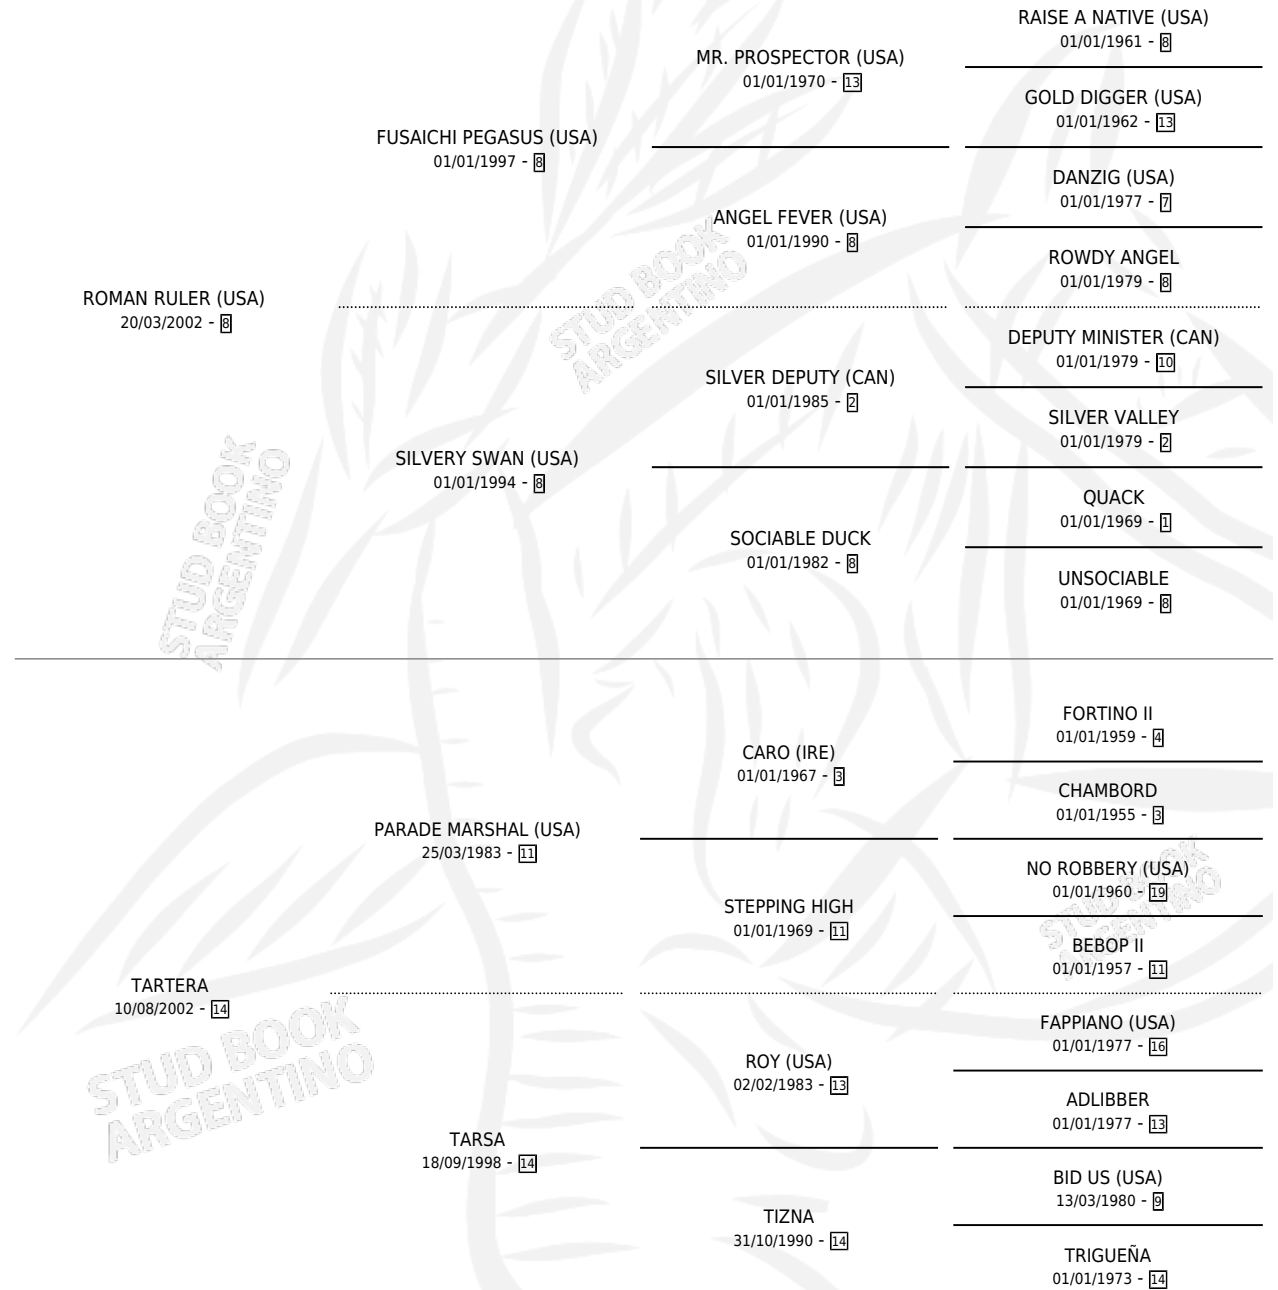 RAISE A NATIVE (USA)
01/01/1961 - 8
MR. PROSPECTOR (USA)
01/01/1970 - 13
GOLD DIGGER (USA)
01/01/1962 - 13
FUSAICHI PEGASUS (USA)
01/01/1997 - 8
DANZIG (USA)
01/01/1977 - 7
ANGEL FEVER (USA)
01/01/1990 - 8
ROWDY ANGEL
01/01/1979 - 8
STUD BOOK
ARGENTINO
ROMAN RULER (USA)
20/03/2002 - 8
DEPUTY MINISTER (CAN)
01/01/1979 - 10
SILVER DEPUTY (CAN)
01/01/1985 - 2
SILVER VALLEY
01/01/1979 - 2
SILVERY SWAN (USA)
01/01/1994 - 8
QUACK
01/01/1969 - 1
SOCIABLE DUCK
01/01/1982 - 8
UNSOCIABLE
01/01/1969 - 8
STUD BOOK
ARGENTINO
FORTINO II
01/01/1959 - 4
CARO (IRE)
01/01/1967 - 3
CHAMBORD
01/01/1955 - 3
PARADE MARSHAL (USA)
25/03/1983 - 11
NO ROBBERY (USA)
01/01/1960 - 19
STEPPING HIGH
01/01/1969 - 11
BEBOP II
01/01/1957 - 11
STUD BOOK
ARGENTINO
TARTERA
10/08/2002 - 14
FAPPIANO (USA)
01/01/1977 - 16
ROY (USA)
02/02/1983 - 13
ADLIBBER
01/01/1977 - 13
TARSA
18/09/1998 - 14
BID US (USA)
13/03/1980 - 9
TIZNA
31/10/1990 - 14
TRIGUEÑA
01/01/1973 - 14
STUD BOOK
ARGENTINO